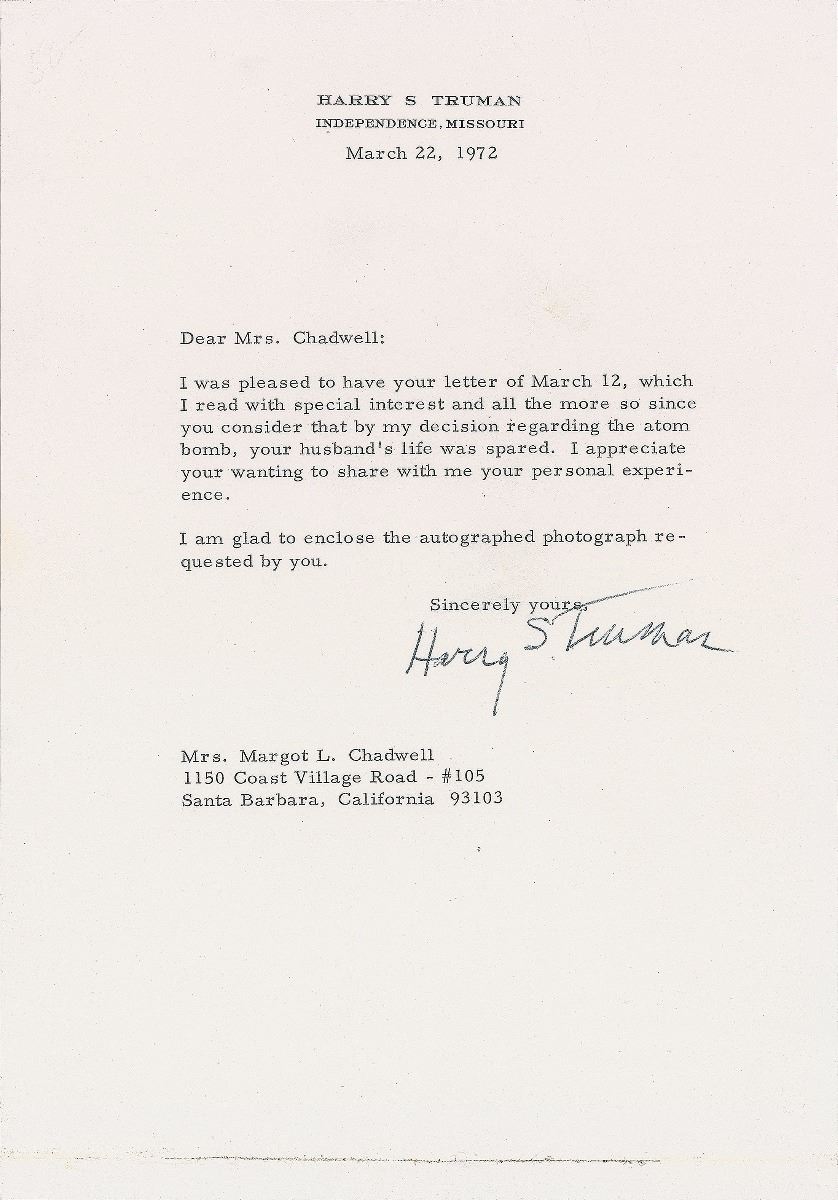 HARRY S TRUMAN
INDEPENDENCE, MISSOURI
March 22, 1972
Dear Mrs. Chadwell:
I was pleased to have your letter of March 12, which
I read with special interest and all the more so since
you consider that by my decision regarding the atom
bomb, your husband's life was spared. I appreciate
your wanting to share with me your personal experi-
ence.
I am glad to enclose the autographed photograph re-
quested by you.
Sincerely yours,
Harry S. Truman
Mrs. Margot L. Chadwell
1150 Coast Village Road - #105
Santa Barbara, California 93103